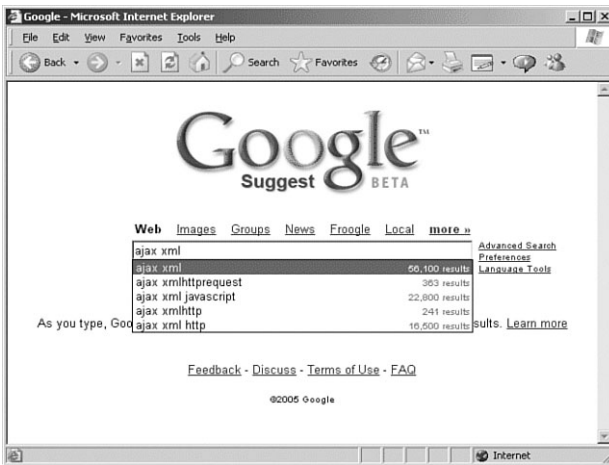 Google - Microsoft Internet Explorer
File Edit View Favorites Tools Help
Back Search Favorites
Google™
Suggest BETA
Web Images Groups News Froogle Local more »
ajax xml
Advanced Search
Preferences
Language Tools
ajax xml 56,100 results
ajax xmlhttprequest 363 results
ajax xml javascript 22,800 results
ajax xmlhttp 241 results
ajax xml http 16,500 results
As you type, Goo sults. Learn more
Feedback - Discuss - Terms of Use - FAQ
©2005 Google
Internet